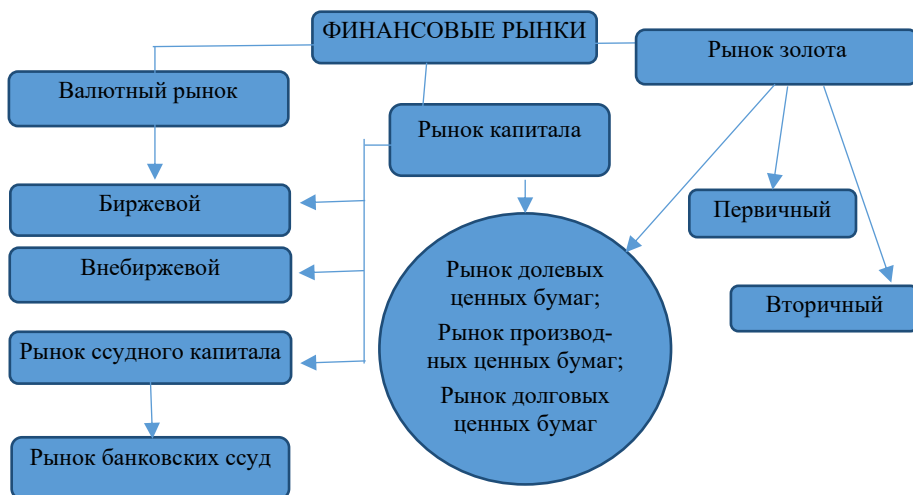 ФИНАНСОВЫЕ РЫНКИ
Рынок золота
Валютный рынок
Рынок капитала
Биржевой
Первичный
Внебиржевой
Рынок долевых
ценных бумаг;
Рынок производ-
ных ценных бумаг;
Рынок долговых
ценных бумаг
Вторичный
Рынок ссудного капитала
Рынок банковских ссуд